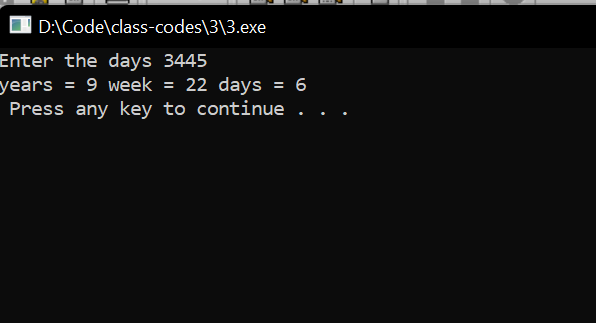 D:\Code\class-codes\3\3.exe
Enter the days 3445
years = 9 week = 22 days = 6
Press any key to continue . . .